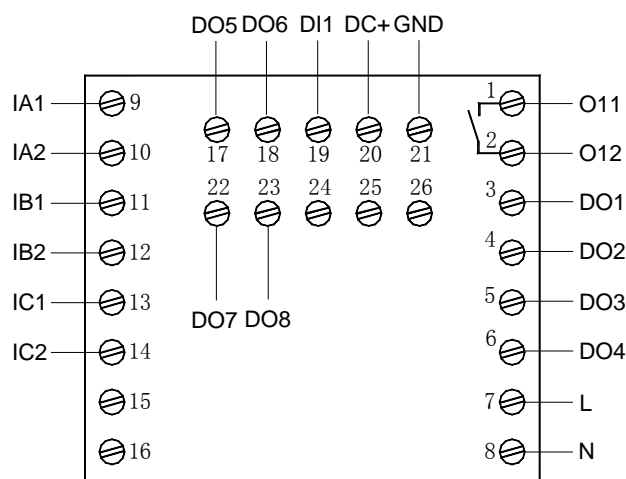 DO5 DO6 DI1 DC+ GND
IA1 9 1 O11
17 18 19 20 21
IA2 10 2 O12
22 23 24 25 26
IB1 11 3 DO1
IB2 12 4 DO2
IC1 13 5 DO3
DO7 DO8
IC2 14 6 DO4
15 7 L
16 8 N